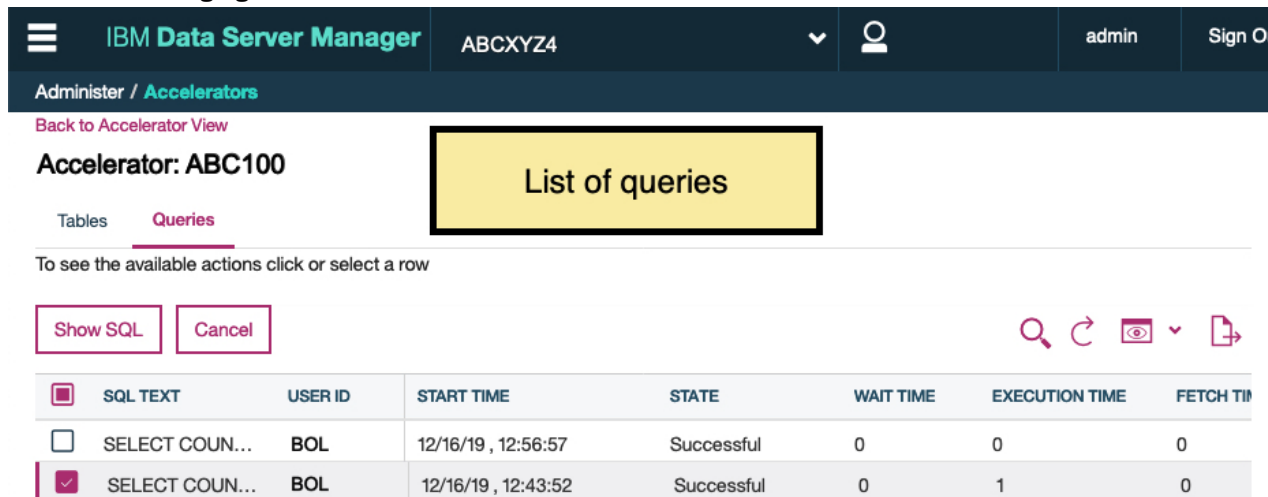 IBM Data Server Manager ABCXYZ4 admin Sign O
Administer / Accelerators
Back to Accelerator View
Accelerator: ABC100
List of queries
Tables Queries
To see the available actions click or select a row
Show SQL Cancel
SQL TEXT USER ID START TIME STATE WAIT TIME EXECUTION TIME FETCH TIM
SELECT COUN... BOL 12/16/19 , 12:56:57 Successful 0 0 0
SELECT COUN... BOL 12/16/19 , 12:43:52 Successful 0 1 0